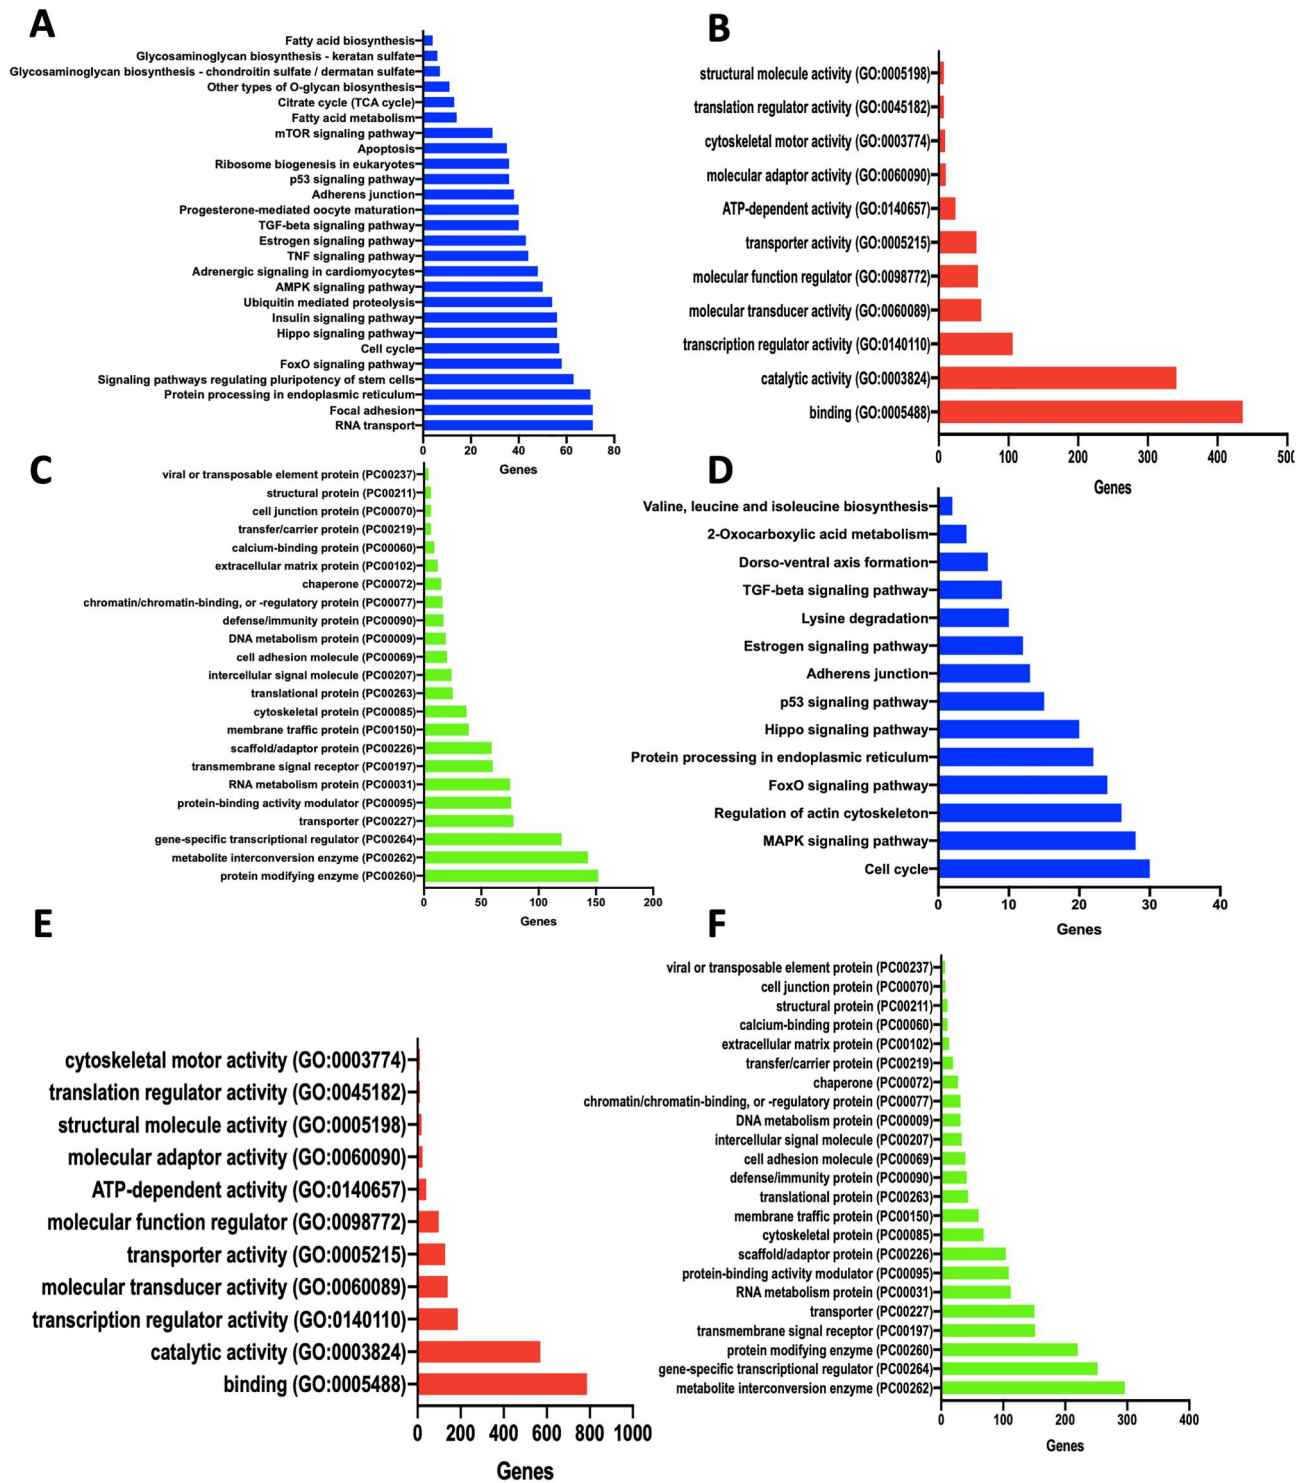 A
Fatty acid biosynthesis
Glycosaminoglycan biosynthesis - keratan sulfate
Glycosaminoglycan biosynthesis - chondroitin sulfate / dermatan sulfate
Other types of O-glycan biosynthesis
Citrate cycle (TCA cycle)
Fatty acid metabolism
mTOR signaling pathway
Apoptosis
Ribosome biogenesis in eukaryotes
p53 signaling pathway
Adherens junction
Progesterone-mediated oocyte maturation
TGF-beta signaling pathway
Estrogen signaling pathway
TNF signaling pathway
Adrenergic signaling in cardiomyocytes
AMPK signaling pathway
Ubiquitin mediated proteolysis
Insulin signaling pathway
Hippo signaling pathway
Cell cycle
FoxO signaling pathway
Signaling pathways regulating pluripotency of stem cells
Protein processing in endoplasmic reticulum
Focal adhesion
RNA transport
0 20 40 60 80
Genes
B
structural molecule activity (GO:0005198)
translation regulator activity (GO:0045182)
cytoskeletal motor activity (GO:0003774)
molecular adaptor activity (GO:0060090)
ATP-dependent activity (GO:0140657)
transporter activity (GO:0005215)
molecular function regulator (GO:0098772)
molecular transducer activity (GO:0060089)
transcription regulator activity (GO:0140110)
catalytic activity (GO:0003824)
binding (GO:0005488)
0 100 200 300 400 500
Genes
C
viral or transposable element protein (PC00237)
structural protein (PC00211)
cell junction protein (PC00070)
transfer/carrier protein (PC00219)
calcium-binding protein (PC00060)
extracellular matrix protein (PC00102)
chaperone (PC00072)
chromatin/chromatin-binding, or -regulatory protein (PC00077)
defense/immunity protein (PC00090)
DNA metabolism protein (PC00009)
cell adhesion molecule (PC00069)
intercellular signal molecule (PC00207)
translational protein (PC00263)
cytoskeletal protein (PC00085)
membrane traffic protein (PC00150)
scaffold/adaptor protein (PC00226)
transmembrane signal receptor (PC00197)
RNA metabolism protein (PC00031)
protein-binding activity modulator (PC00095)
transporter (PC00227)
gene-specific transcriptional regulator (PC00264)
metabolite interconversion enzyme (PC00262)
protein modifying enzyme (PC00260)
0 50 100 150 200
Genes
D
Valine, leucine and isoleucine biosynthesis
2-Oxocarboxylic acid metabolism
Dorso-ventral axis formation
TGF-beta signaling pathway
Lysine degradation
Estrogen signaling pathway
Adherens junction
p53 signaling pathway
Hippo signaling pathway
Protein processing in endoplasmic reticulum
FoxO signaling pathway
Regulation of actin cytoskeleton
MAPK signaling pathway
Cell cycle
0 10 20 30 40
Genes
E
cytoskeletal motor activity (GO:0003774)
translation regulator activity (GO:0045182)
structural molecule activity (GO:0005198)
molecular adaptor activity (GO:0060090)
ATP-dependent activity (GO:0140657)
molecular function regulator (GO:0098772)
transporter activity (GO:0005215)
molecular transducer activity (GO:0060089)
transcription regulator activity (GO:0140110)
catalytic activity (GO:0003824)
binding (GO:0005488)
0 200 400 600 800 1000
Genes
F
viral or transposable element protein (PC00237)
cell junction protein (PC00070)
structural protein (PC00211)
calcium-binding protein (PC00060)
extracellular matrix protein (PC00102)
transfer/carrier protein (PC00219)
chaperone (PC00072)
chromatin/chromatin-binding, or -regulatory protein (PC00077)
DNA metabolism protein (PC00009)
intercellular signal molecule (PC00207)
cell adhesion molecule (PC00069)
defense/immunity protein (PC00090)
translational protein (PC00263)
membrane traffic protein (PC00150)
cytoskeletal protein (PC00085)
scaffold/adaptor protein (PC00226)
protein-binding activity modulator (PC00095)
RNA metabolism protein (PC00031)
transporter (PC00227)
transmembrane signal receptor (PC00197)
protein modifying enzyme (PC00260)
gene-specific transcriptional regulator (PC00264)
metabolite interconversion enzyme (PC00262)
0 100 200 300 400
Genes